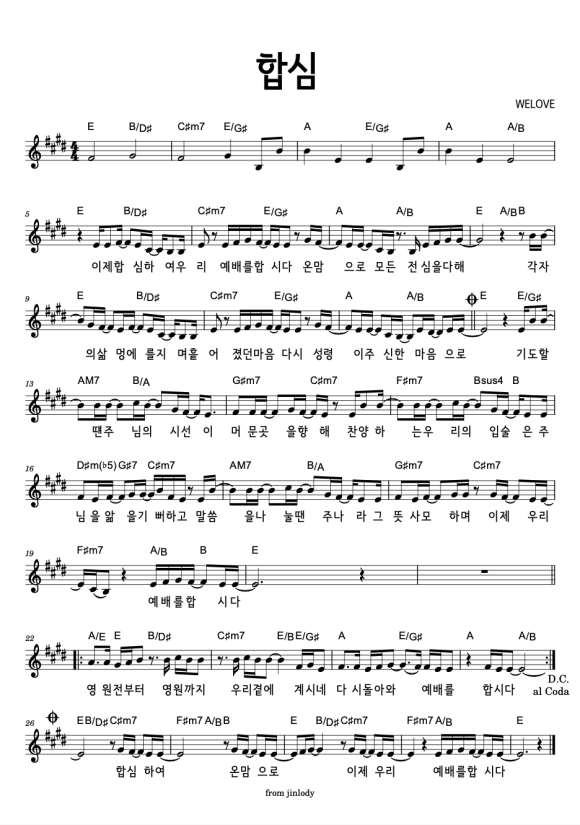 합심
WELOVE
E B/D♯ C♯m7 E/G♯ A E/G♯ A A/B
4 4
5 E B/D♯ C♯m7 E/G♯ A A/B E A/B B
이제합 심하 여우 리 예배를합 시다 온맘 으로 모든 전심을다해 각자
9 E B/D♯ C♯m7 E/G♯ A A/B E E/G♯
의삶 멍에 를지 며흩 어 졌던마음 다시 성령 이주 신한 마음 으로 기도할
13 AM7 B/A G♯m7 C♯m7 F♯m7 Bsus4 B
땐주 님의 시선 이 머 문곳 을향 해 찬양 하 는우 리의 입술 은 주
16 D♯m(♭5) G♯7 C♯m7 AM7 B/A G♯m7 C♯m7
님 을 앎 을기 뻐하고 말씀 을나 눌땐 주나 라 그 뜻 사모 하며 이제 우리
19 F♯m7 A/B B E
예배를합 시다
22 A/E E B/D♯ C♯m7 E/B E/G♯ A E/G♯ A A/B
영 원전부터 영원까지 우리곁에 계시네 다 시돌아와 예배를 합시다
D.C.
al Coda
26 E B/D♯ C♯m7 F♯m7 A/B B E B/D♯ C♯m7 F♯m7 A/B E
합심 하여 온맘 으로 이제 우리 예배를합 시다
from jinlody